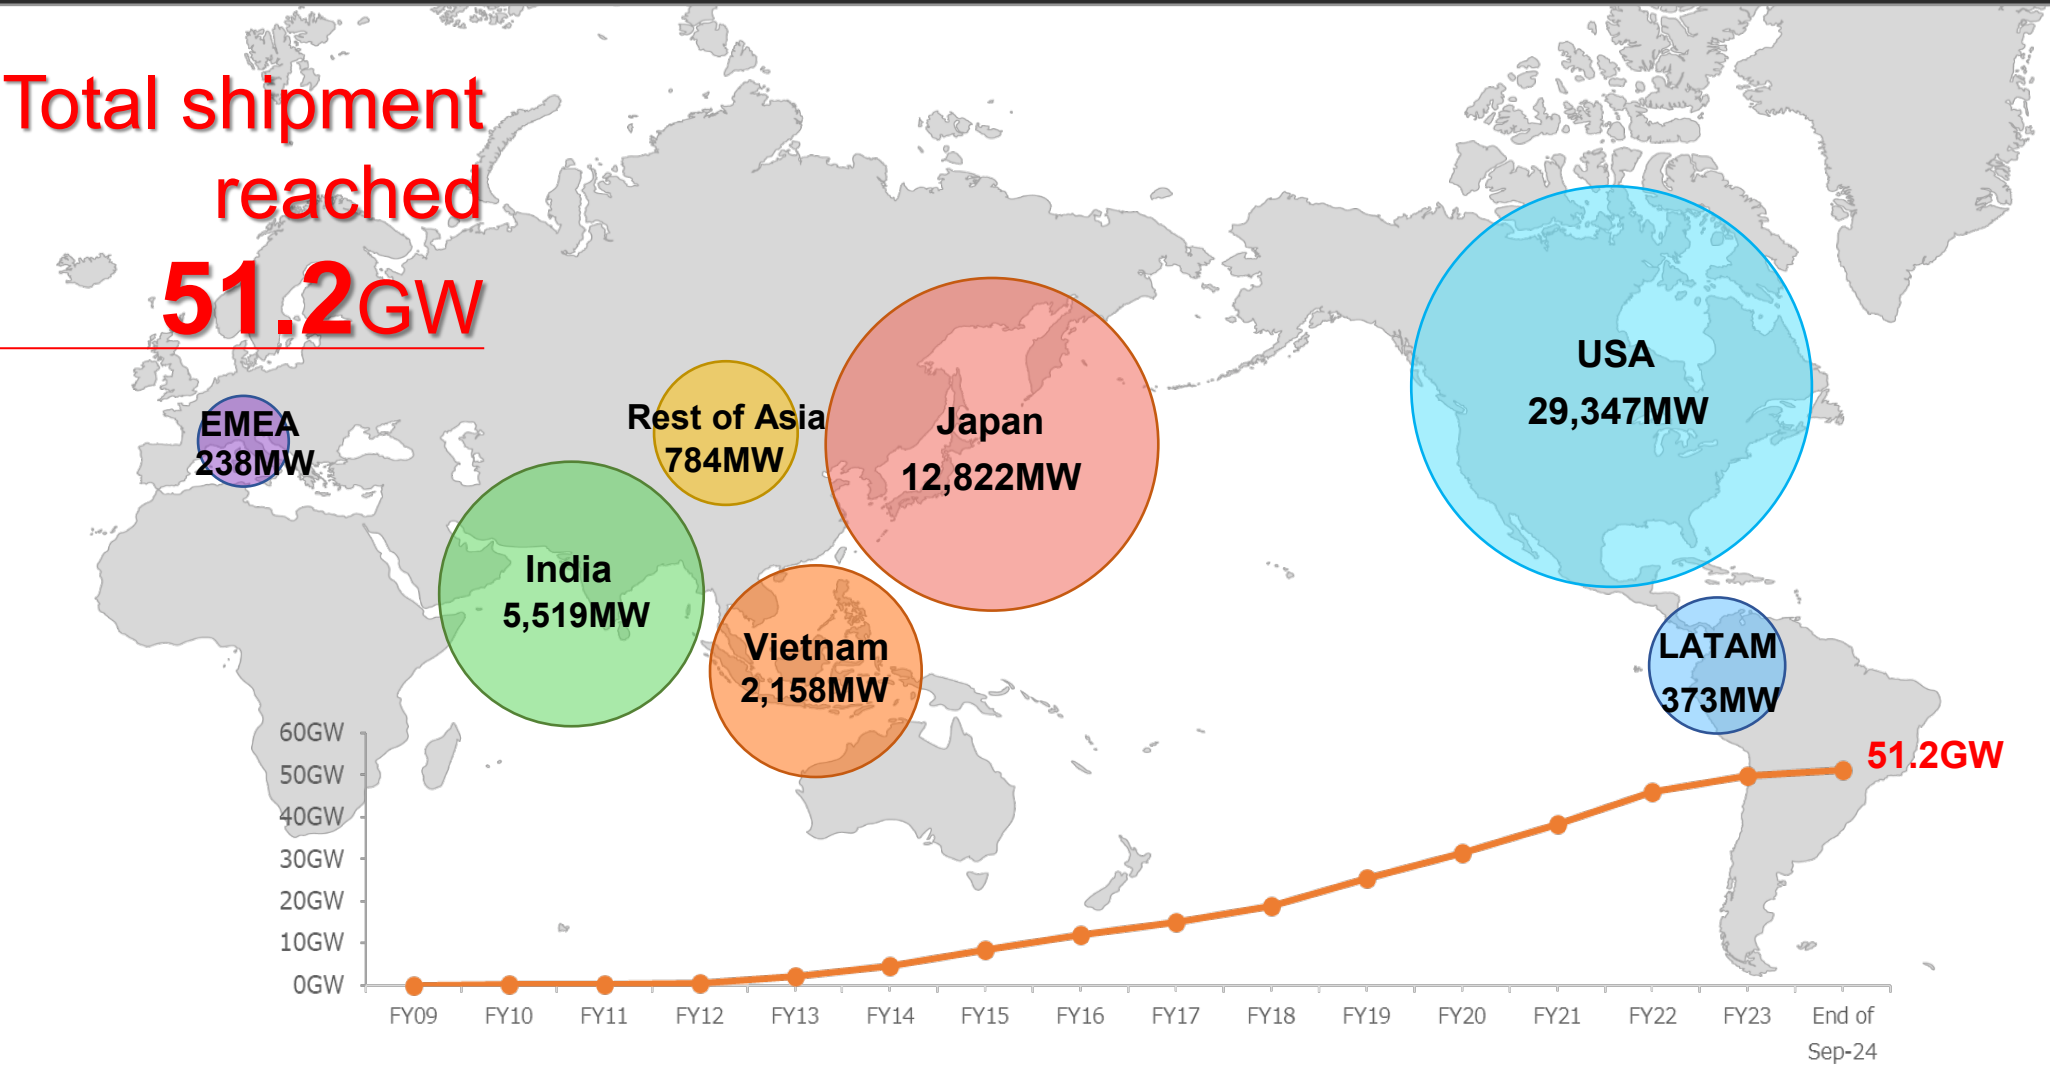 Total shipment
reached
51.2GW
EMEA
238MW
Rest of Asia
784MW
Japan
12,822MW
USA
29,347MW
India
5,519MW
Vietnam
2,158MW
LATAM
373MW
60GW
50GW
40GW
30GW
20GW
10GW
0GW
51.2GW
FY09 FY10 FY11 FY12 FY13 FY14 FY15 FY16 FY17 FY18 FY19 FY20 FY21 FY22 FY23 End of
Sep-24